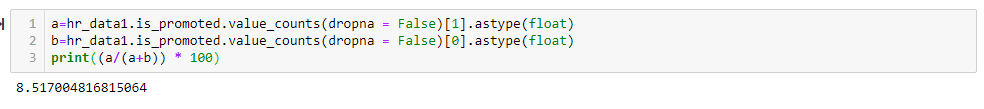 1 a=hr_data1.is_promoted.value_counts(dropna = False)[1].astype(float)
2 b=hr_data1.is_promoted.value_counts(dropna = False)[0].astype(float)
3 print((a/(a+b)) * 100)
8.517004816815064